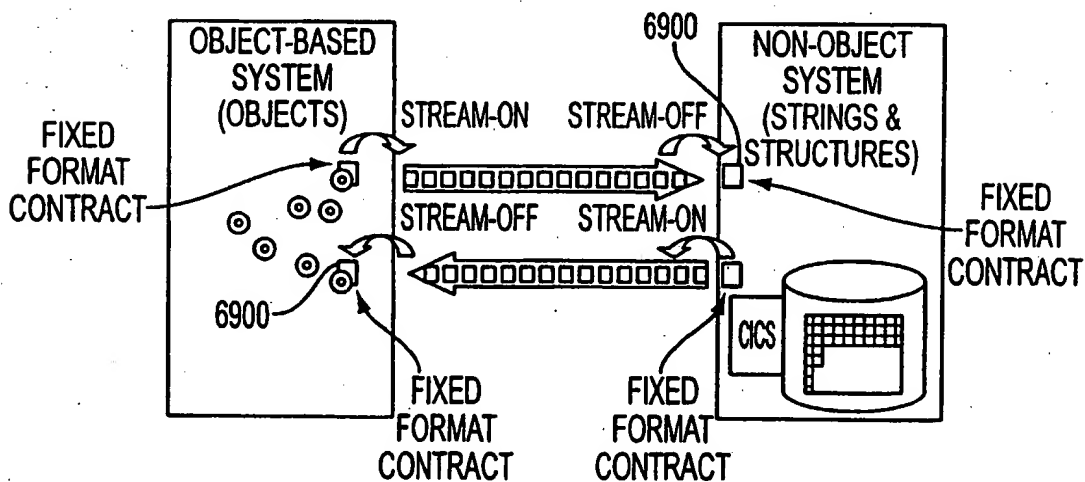 OBJECT-BASED
SYSTEM
(OBJECTS)
6900
NON-OBJECT
SYSTEM
(STRINGS &
STRUCTURES)
FIXED
FORMAT
CONTRACT
STREAM-ON
STREAM-OFF
STREAM-OFF
STREAM-ON
FIXED
FORMAT
CONTRACT
6900
CICS
FIXED
FORMAT
CONTRACT
FIXED
FORMAT
CONTRACT